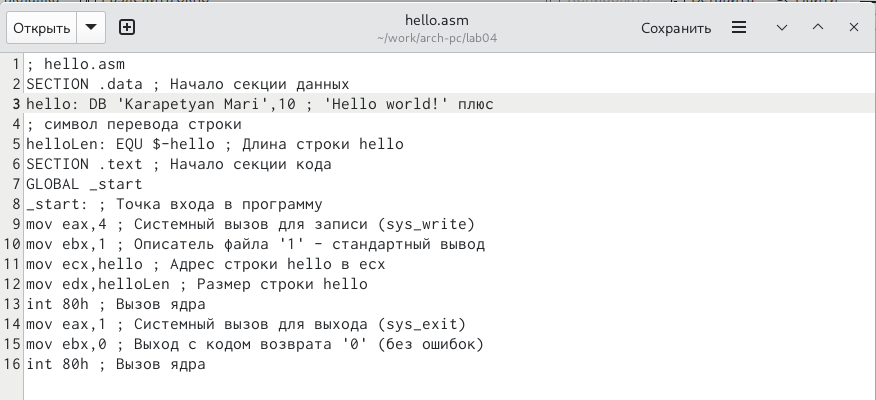 Открыть
hello.asm
~/work/arch-pc/lab04
Сохранить
1 ; hello.asm
2 SECTION .data ; Начало секции данных
3 hello: DB 'Karapetyan Mari',10 ; 'Hello world!' плюс
4 ; символ перевода строки
5 helloLen: EQU $-hello ; Длина строки hello
6 SECTION .text ; Начало секции кода
7 GLOBAL _start
8 _start: ; Точка входа в программу
9 mov eax,4 ; Системный вызов для записи (sys_write)
10 mov ebx,1 ; Описатель файла '1' - стандартный вывод
11 mov ecx,hello ; Адрес строки hello в ecx
12 mov edx,helloLen ; Размер строки hello
13 int 80h ; Вызов ядра
14 mov eax,1 ; Системный вызов для выхода (sys_exit)
15 mov ebx,0 ; Выход с кодом возврата '0' (без ошибок)
16 int 80h ; Вызов ядра